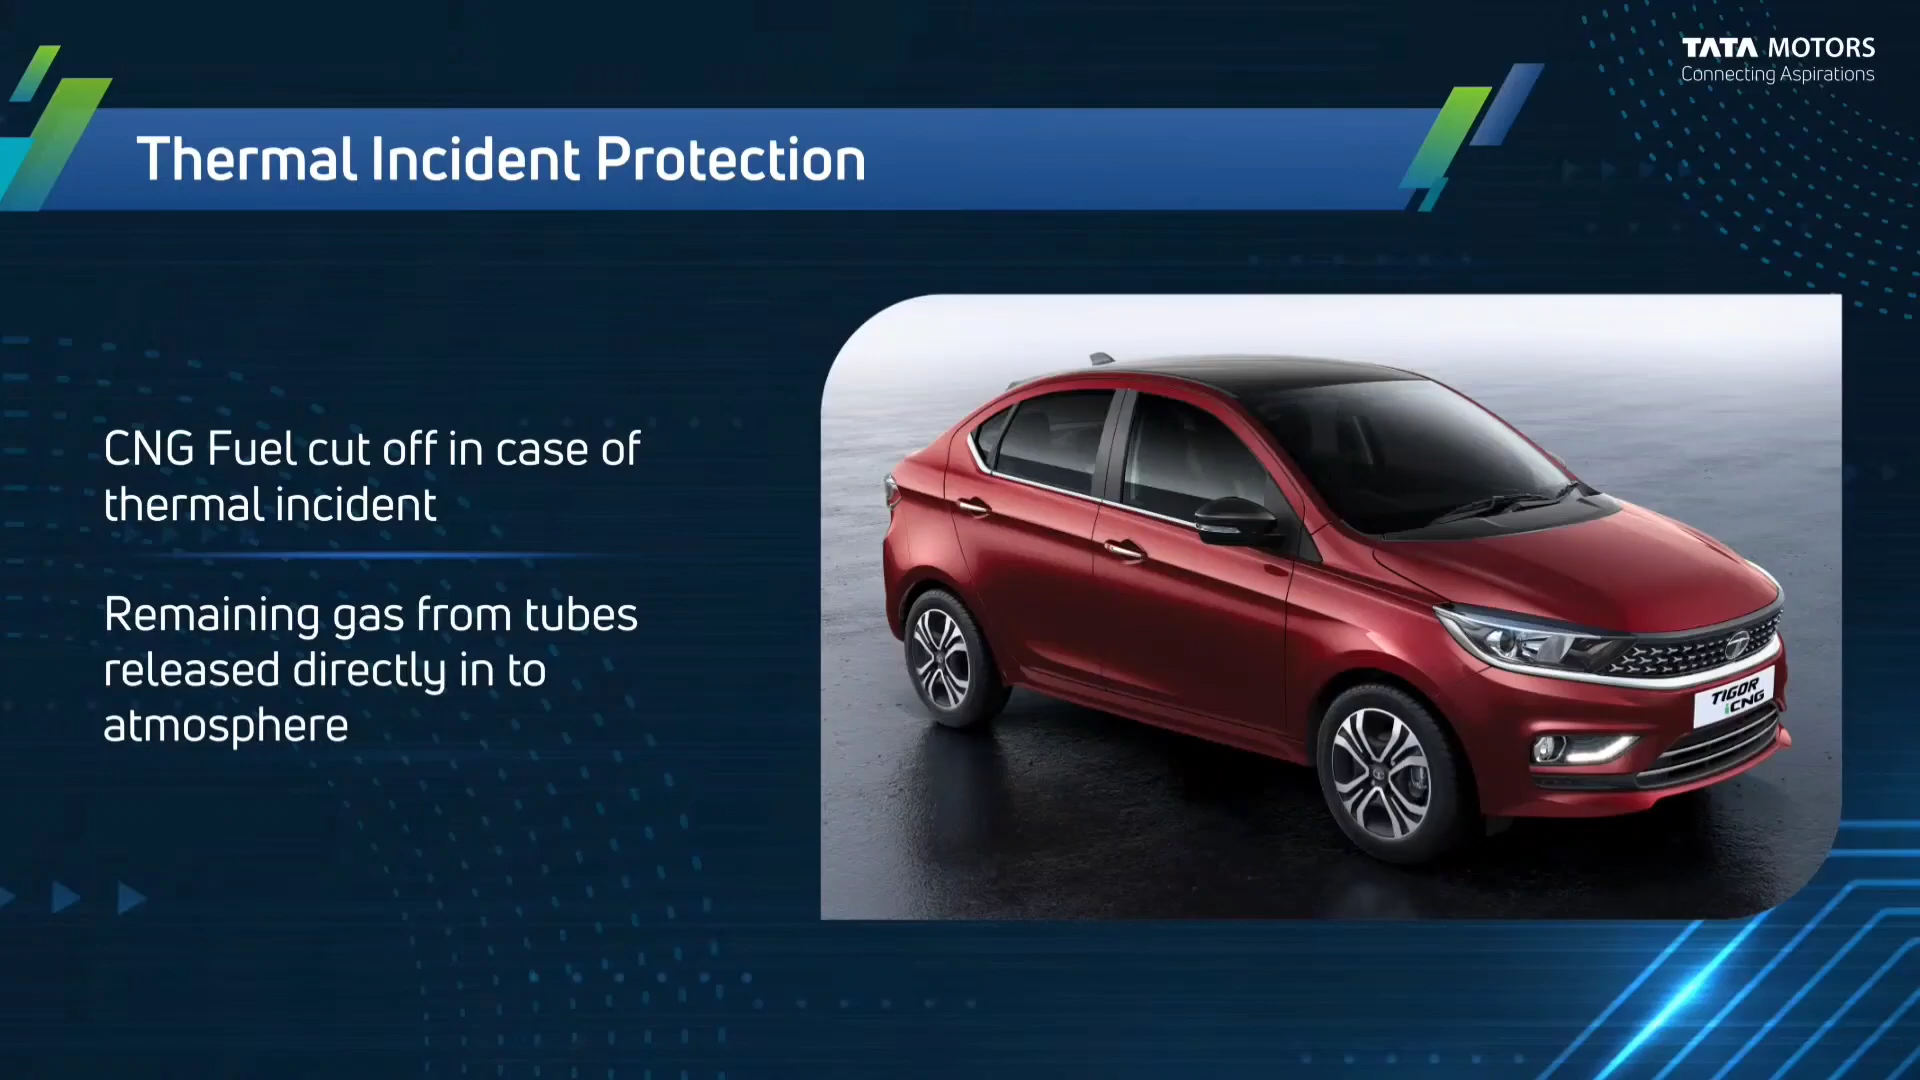 TATA MOTORS
Connecting Aspirations
Thermal Incident Protection
CNG Fuel cut off in case of
thermal incident
Remaining gas from tubes
released directly in to
atmosphere
TIGOR
iCNG